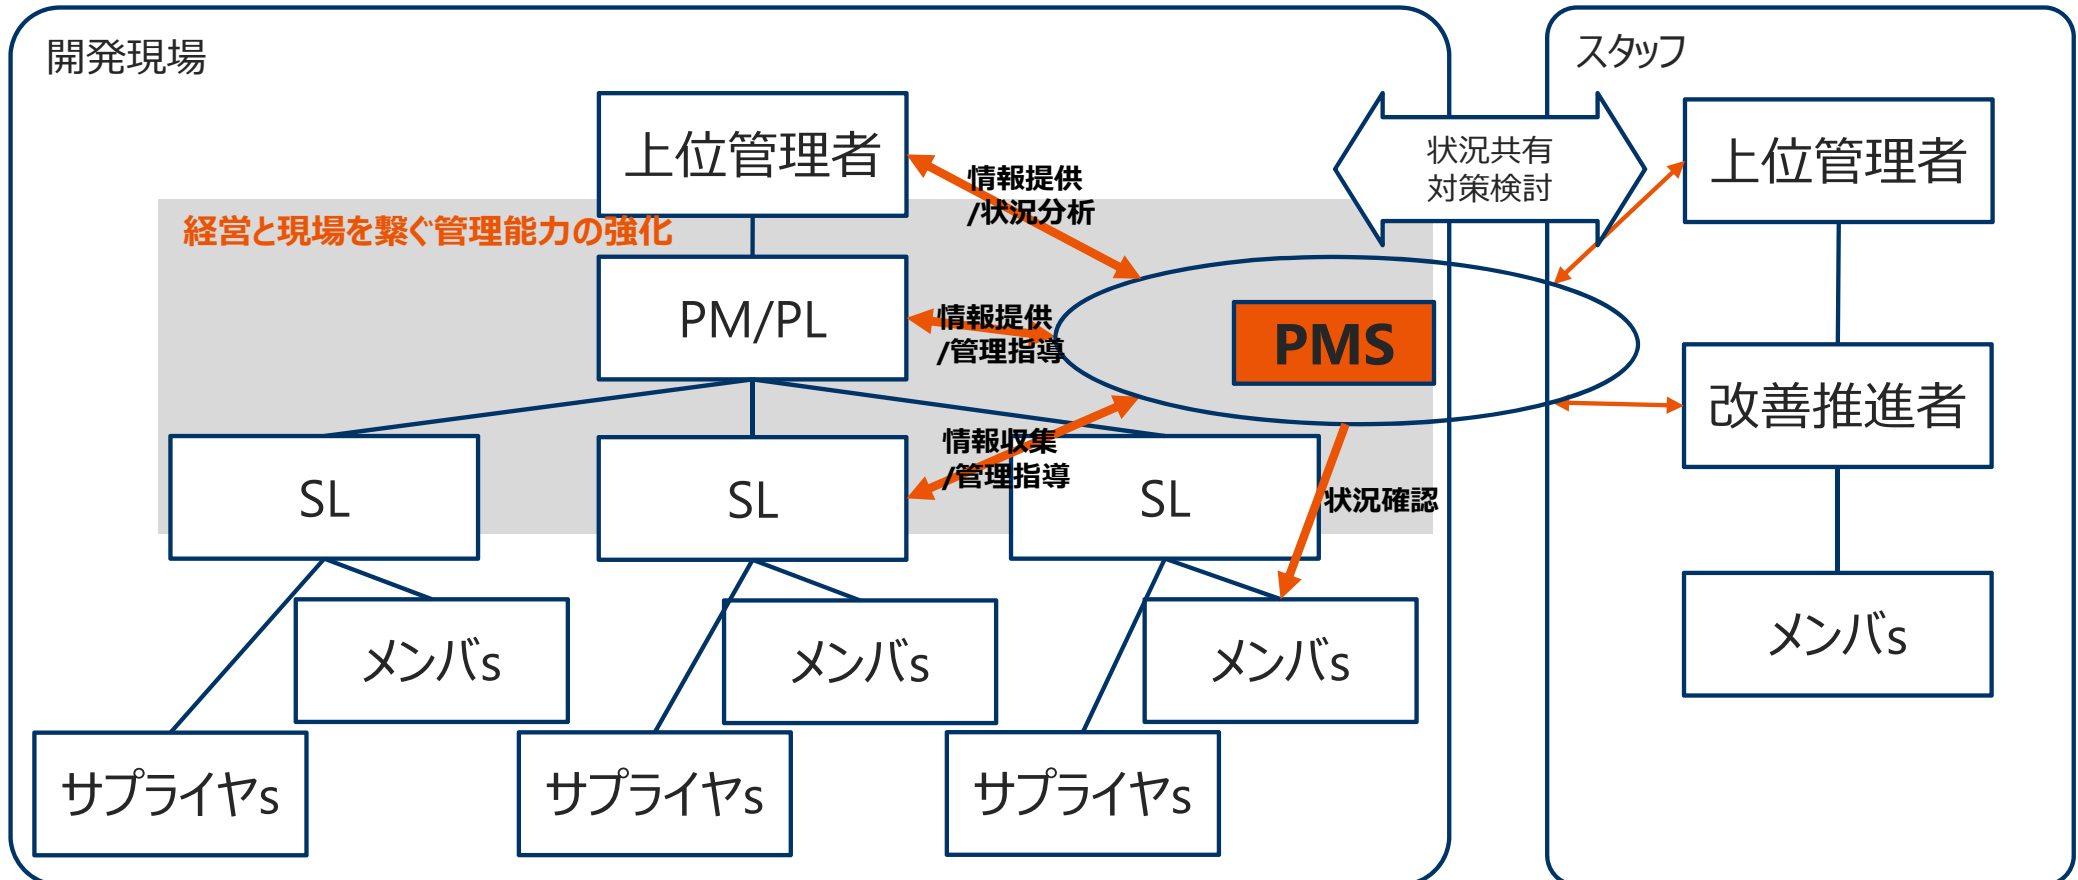 開発現場
スタッフ
上位管理者
情報提供
/状況分析
状況共有
対策検討
上位管理者
経営と現場を繋ぐ管理能力の強化
PM/PL
情報提供
/管理指導
PMS
改善推進者
情報収集
/管理指導
SL
SL
SL
状況確認
メンバs
メンバs
メンバs
メンバs
サプライヤs
サプライヤs
サプライヤs